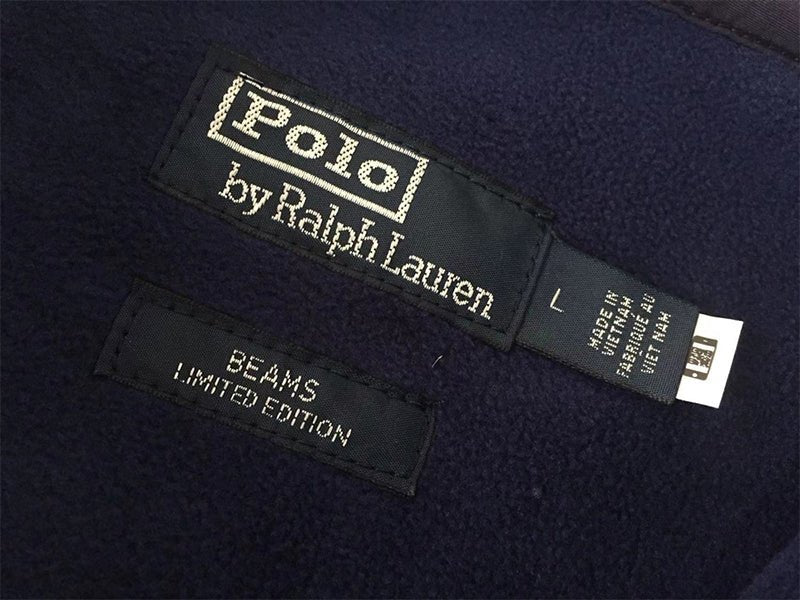 Polo
by Ralph Lauren
L
MADE IN
VIETNAM
FABRIQUÉ AU
VIET NAM
BEAMS
LIMITED EDITION